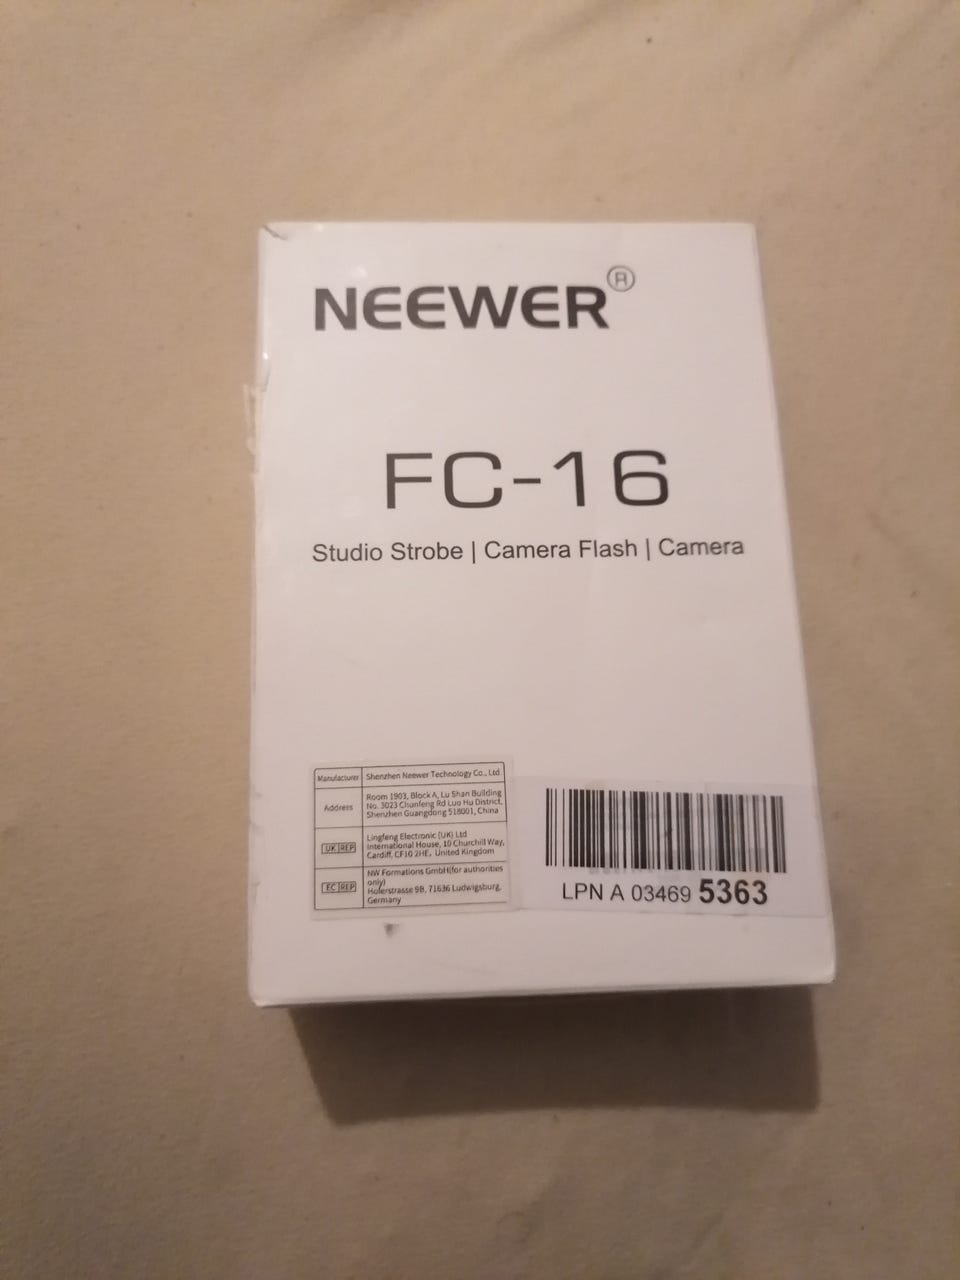 NEEWER®
FC-16
Studio Strobe | Camera Flash | Camera
Manufacturer Shenzhen Neewer Technology Co., Ltd
Address Room 1903, Block A, Lu Shan Building
No. 3023 Chunfeng Rd Luo Hu District,
Shenzhen Guangdong 518001, China
UK REP Lingfeng Electronic (UK) Ltd
International House, 10 Churchill Way,
Cardiff, CF10 2HE, United Kingdom
EC REP NW Formations GmbH(for authorities
only)
Hoferstrasse 9B, 71636 Ludwigsburg,
Germany
LPN A 03469 5363